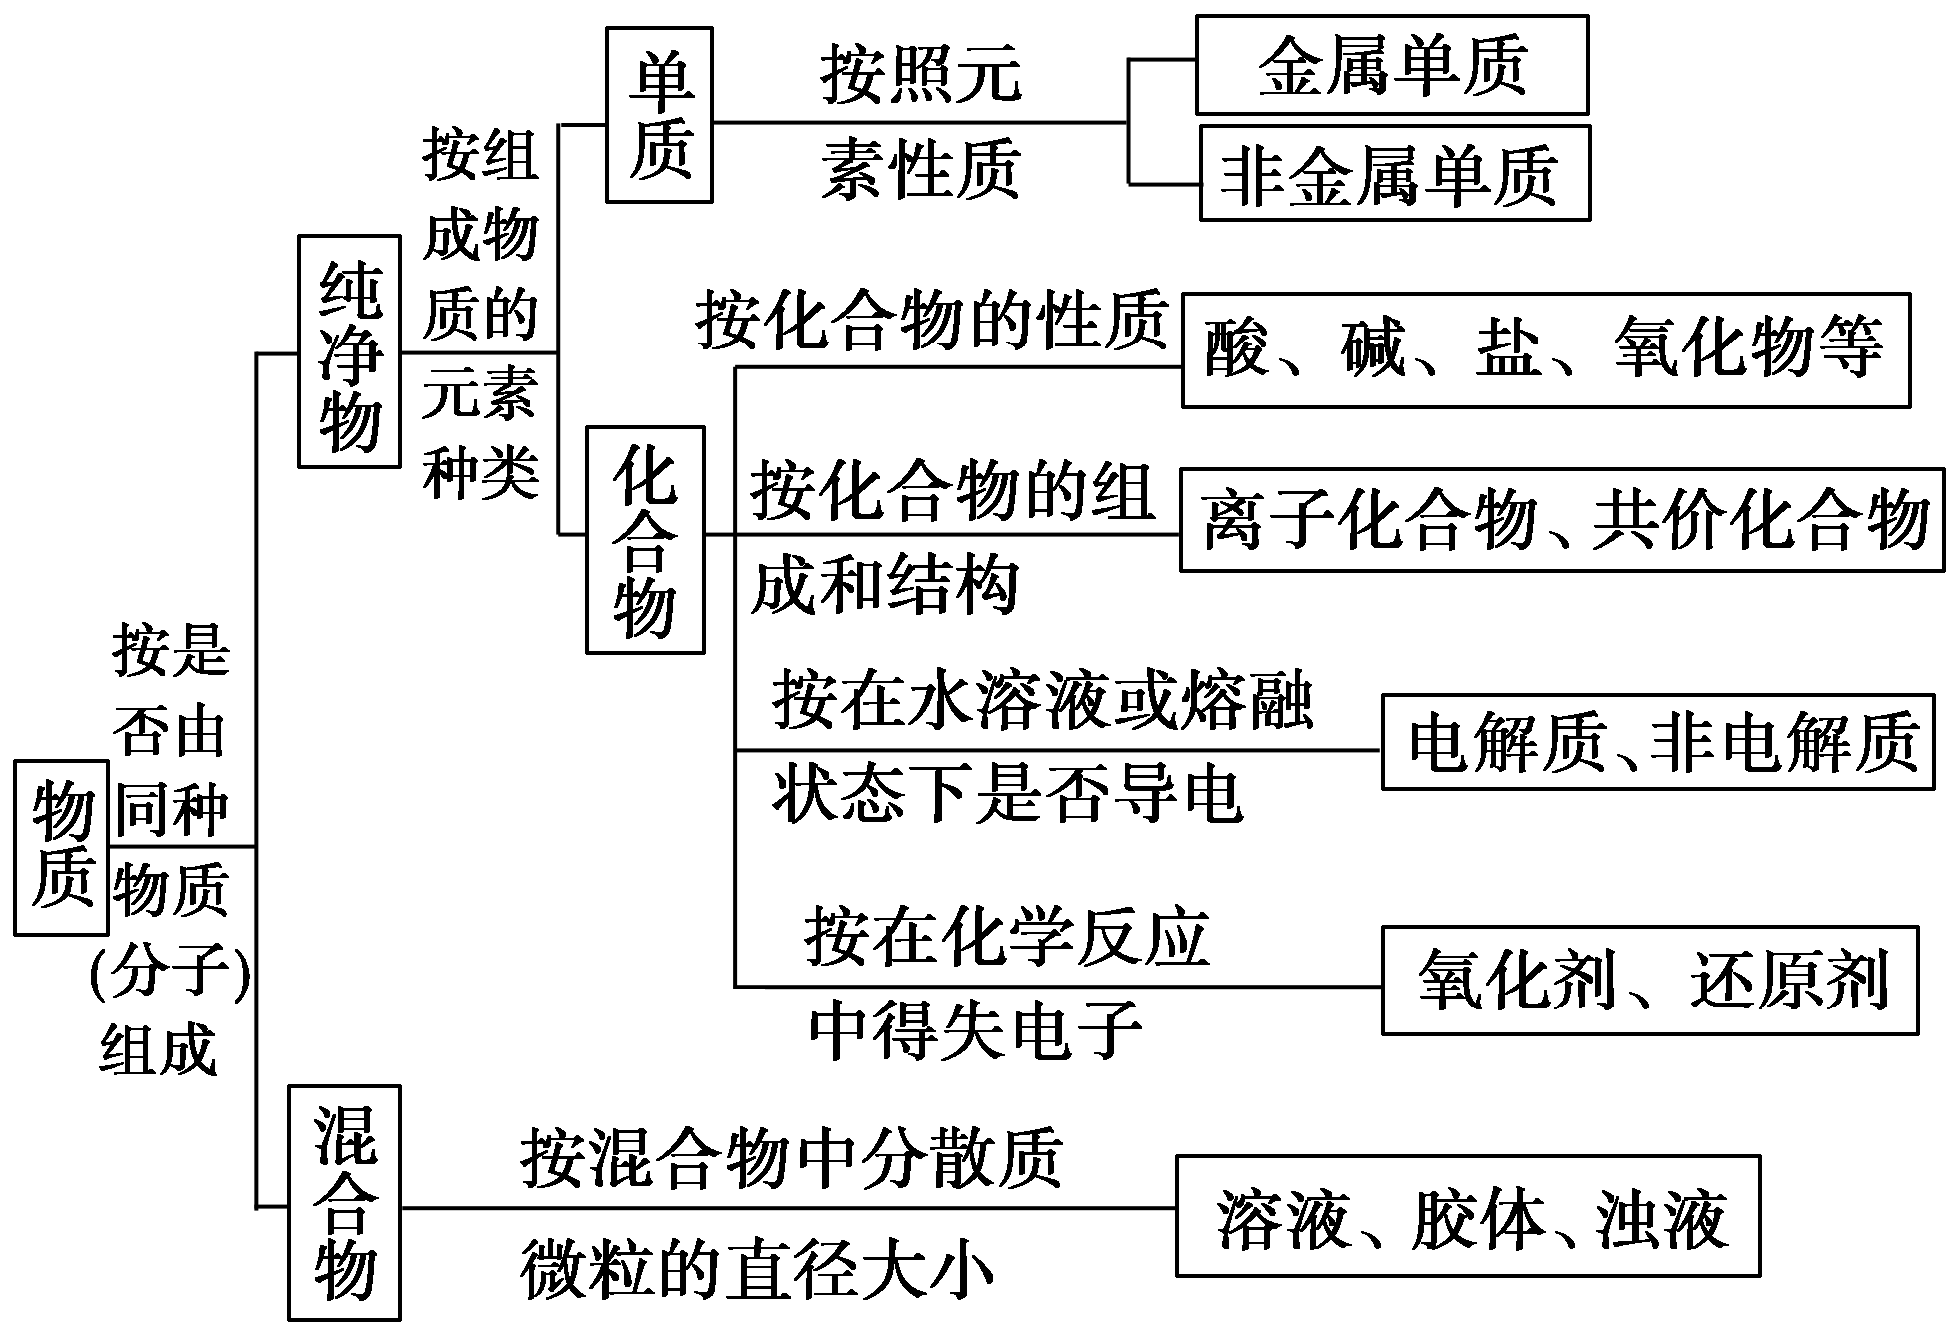 物质
按是
否由
同种
物质
(分子)
组成
纯净物
按组
成物
质的
元素
种类
单质
按照元
素性质
金属单质
非金属单质
化合物
按化合物的性质
酸、碱、盐、氧化物等
按化合物的组
成和结构
离子化合物、共价化合物
按在水溶液或熔融
状态下是否导电
电解质、非电解质
按在化学反应
中得失电子
氧化剂、还原剂
混合物
按混合物中分散质
微粒的直径大小
溶液、胶体、浊液